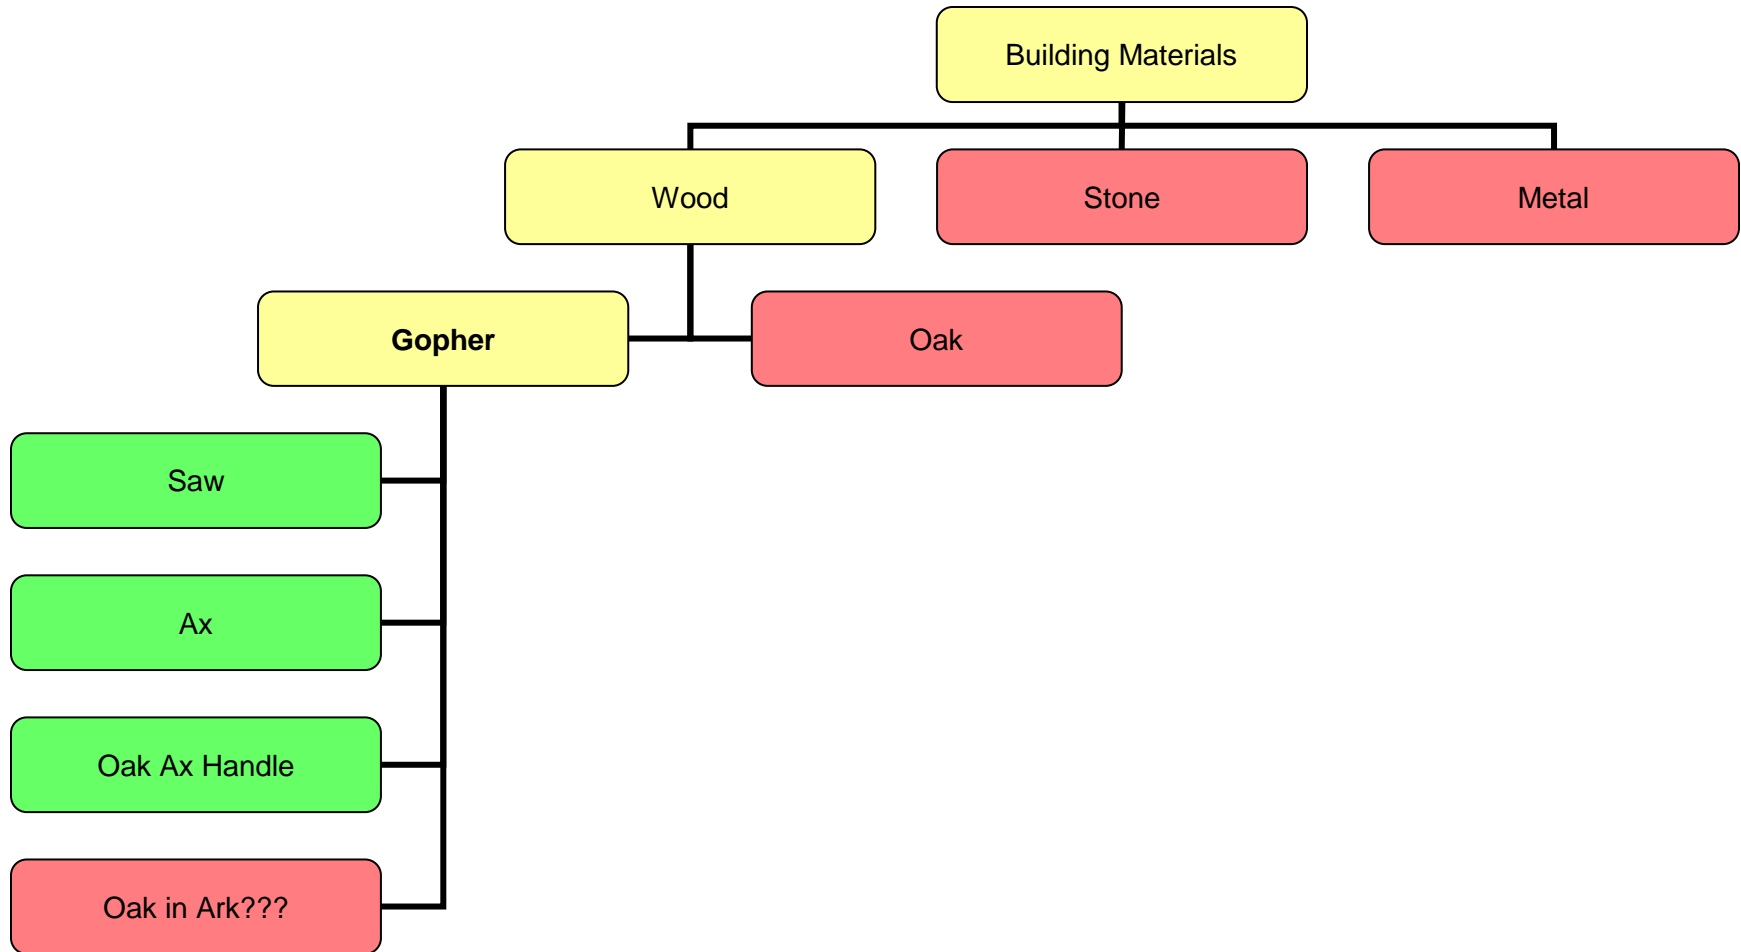 Building Materials
Wood
Stone
Metal
Gopher
Oak
Saw
Ax
Oak Ax Handle
Oak in Ark???